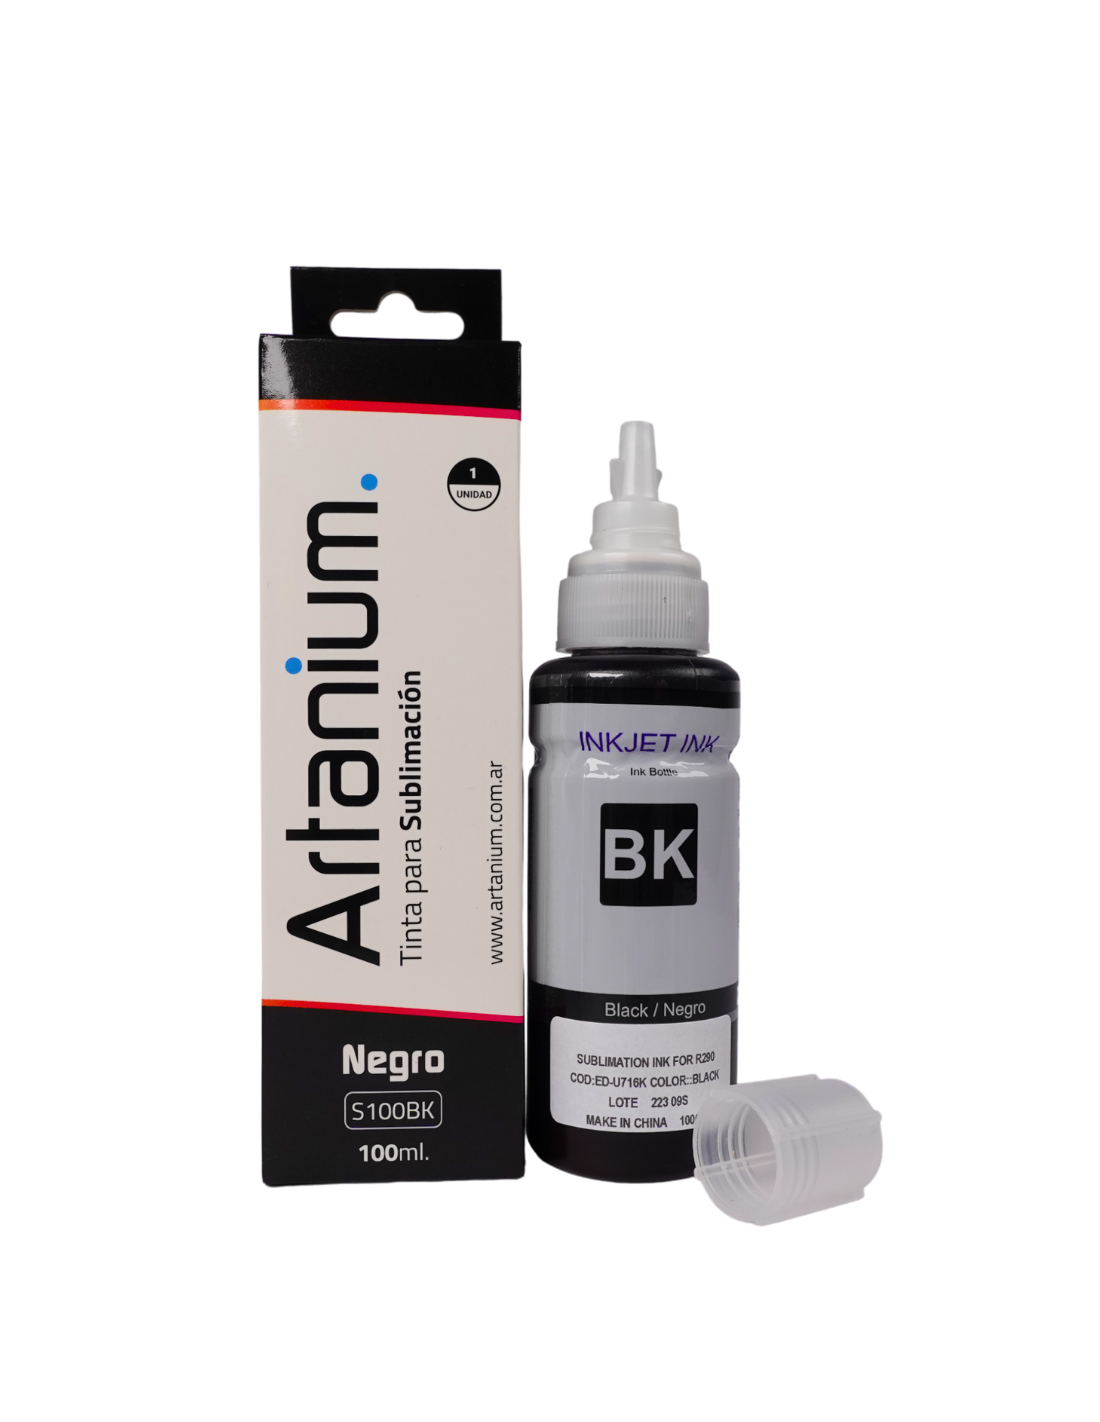 1
UNIDAD
Artanium.
Tinta para Sublimación
www.artanium.com.ar
Negro
S100BK
100ml.
INKJET INK
Ink Bottle
BK
Black / Negro
SUBLIMATION INK FOR R290
COD:ED-U716K COLOR::BLACK
LOTE 223 09S
MAKE IN CHINA